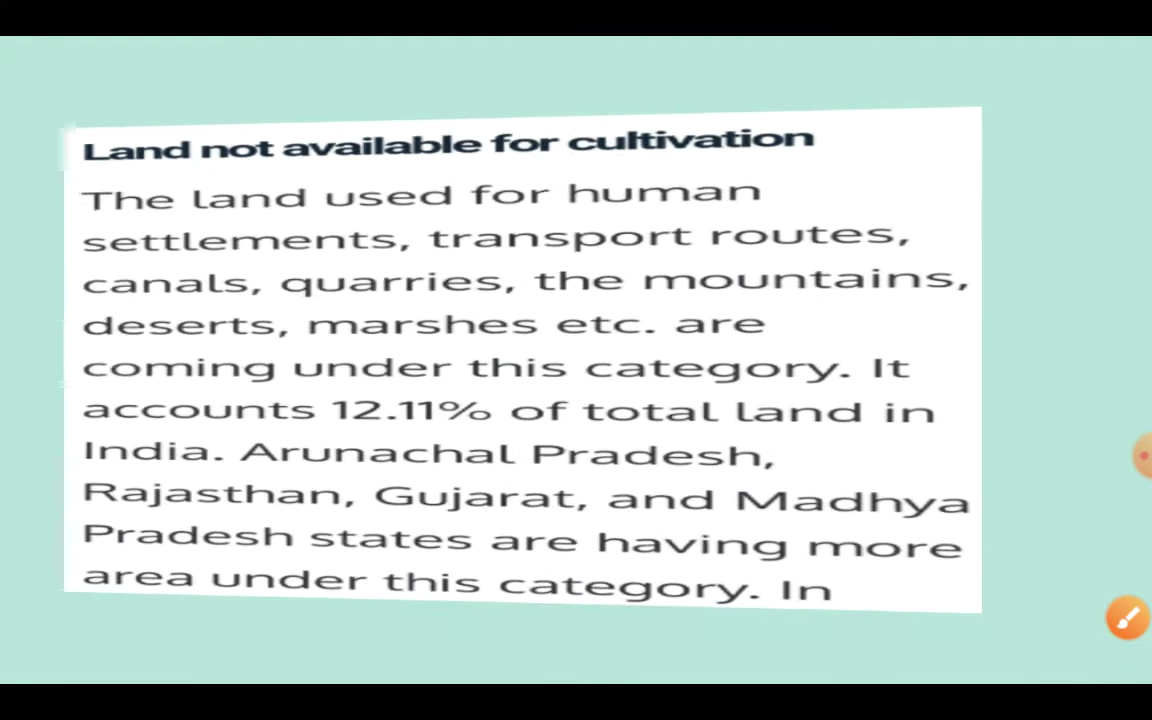 Land not available for cultivation
The land used for human
settlements, transport routes,
canals, quarries, the mountains,
deserts, marshes etc. are
coming under this category. It
accounts 12.11% of total land in
India. Arunachal Pradesh,
Rajasthan, Gujarat, and Madhya
Pradesh states are having more
area under this category. In